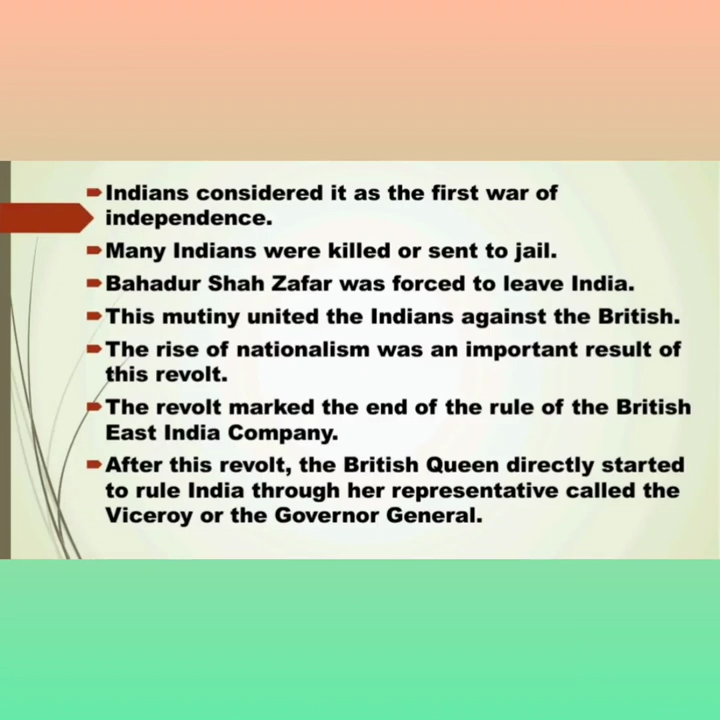 Indians considered it as the first war of
independence.
Many Indians were killed or sent to jail.
Bahadur Shah Zafar was forced to leave India.
This mutiny united the Indians against the British.
The rise of nationalism was an important result of
this revolt.
The revolt marked the end of the rule of the British
East India Company.
After this revolt, the British Queen directly started
to rule India through her representative called the
Viceroy or the Governor General.